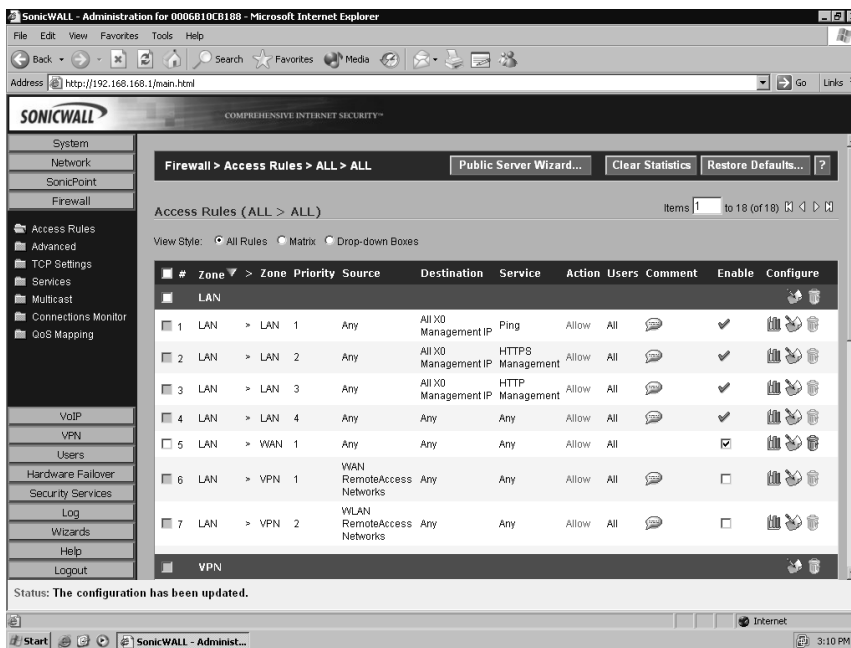 SonicWALL - Administration for 0006B10CB188 - Microsoft Internet Explorer
File Edit View Favorites Tools Help
Back Search Favorites Media
Address http://192.168.168.1/main.html Go Links
SONICWALL COMPREHENSIVE INTERNET SECURITY™
System
Network
SonicPoint
Firewall
Access Rules
Advanced
TCP Settings
Services
Multicast
Connections Monitor
QoS Mapping
VoIP
VPN
Users
Hardware Failover
Security Services
Log
Wizards
Help
Logout
Firewall > Access Rules > ALL > ALL Public Server Wizard... Clear Statistics Restore Defaults... ?
Access Rules (ALL > ALL) Items 1 to 18 (of 18)
View Style: All Rules Matrix Drop-down Boxes
# Zone > Zone Priority Source Destination Service Action Users Comment Enable Configure
LAN
1 LAN > LAN 1 Any All X0 Management IP Ping Allow All
2 LAN > LAN 2 Any All X0 Management IP HTTPS Management Allow All
3 LAN > LAN 3 Any All X0 Management IP HTTP Management Allow All
4 LAN > LAN 4 Any Any Any Allow All
5 LAN > WAN 1 Any Any Any Allow All
6 LAN > VPN 1 WAN RemoteAccess Networks Any Any Allow All
7 LAN > VPN 2 WLAN RemoteAccess Networks Any Any Allow All
VPN
Status: The configuration has been updated.
Internet
Start SonicWALL - Administ... 3:10 PM